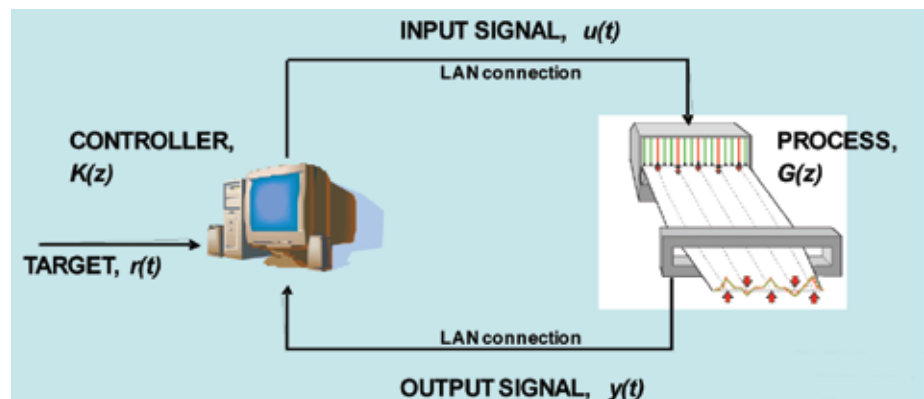 INPUT SIGNAL, u(t)
LAN connection
CONTROLLER,
K(z)
PROCESS,
G(z)
TARGET, r(t)
LAN connection
OUTPUT SIGNAL, y(t)